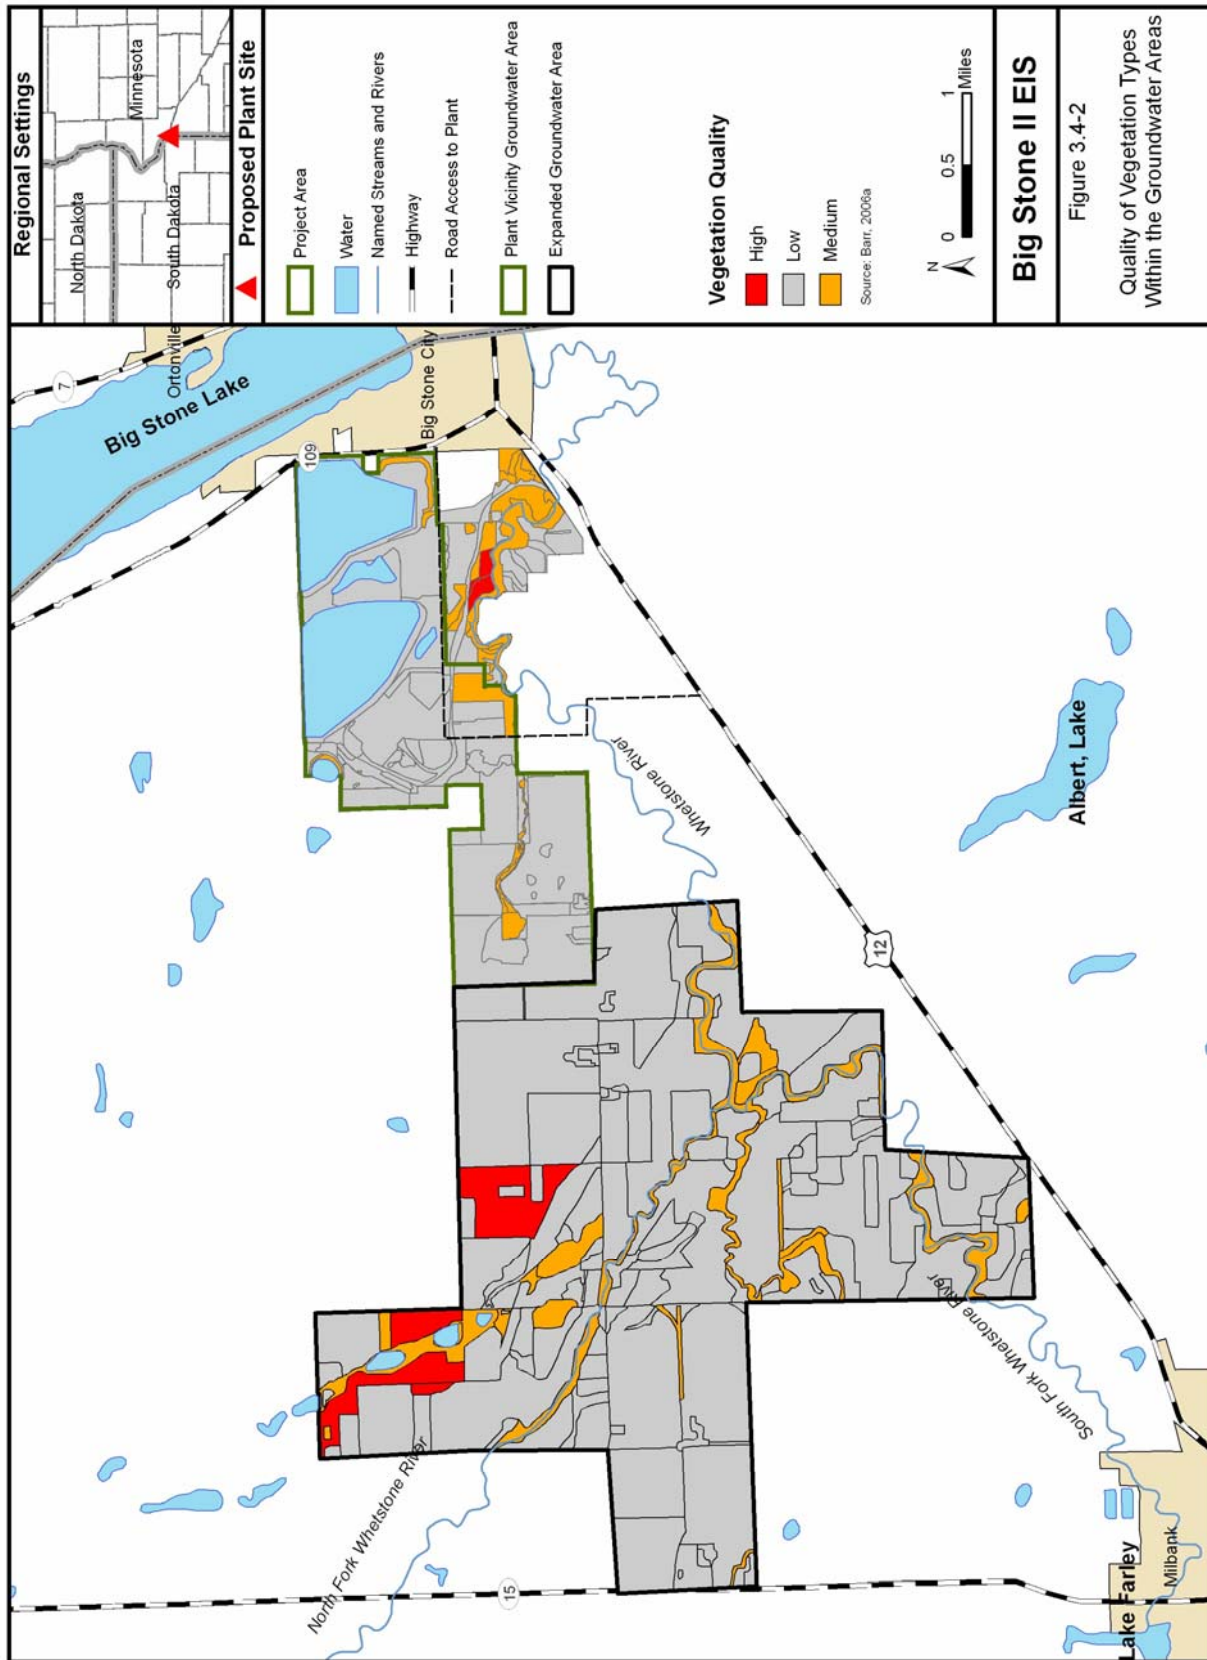 Regional Settings
North Dakota
Minnesota
South Dakota
Proposed Plant Site
Project Area
Water
Named Streams and Rivers
Highway
Road Access to Plant
Plant Vicinity Groundwater Area
Expanded Groundwater Area
Vegetation Quality
High
Low
Medium
Source: Barr, 2006a
N
0 0.5 1
Miles
Big Stone II EIS
Figure 3.4-2
Quality of Vegetation Types
Within the Groundwater Areas
7
Ortonville
Big Stone Lake
109
Big Stone City
Whetstone River
Albert, Lake
12
North Fork Whetstone River
South Fork Whetstone River
15
Lake Farley
Milbank